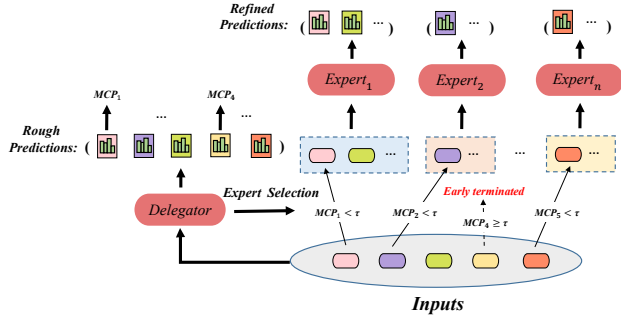 Refined
Predictions: ( ... )
( ... )
( ... )
Expert1
Expert2
Expertn
MCP1
...
MCP4
...
Rough
Predictions: ( )
...
...
...
...
Delegator
Expert Selection
Early terminated
MCP1 < τ
MCP2 < τ
MCP4 ≥ τ
MCP5 < τ
Inputs